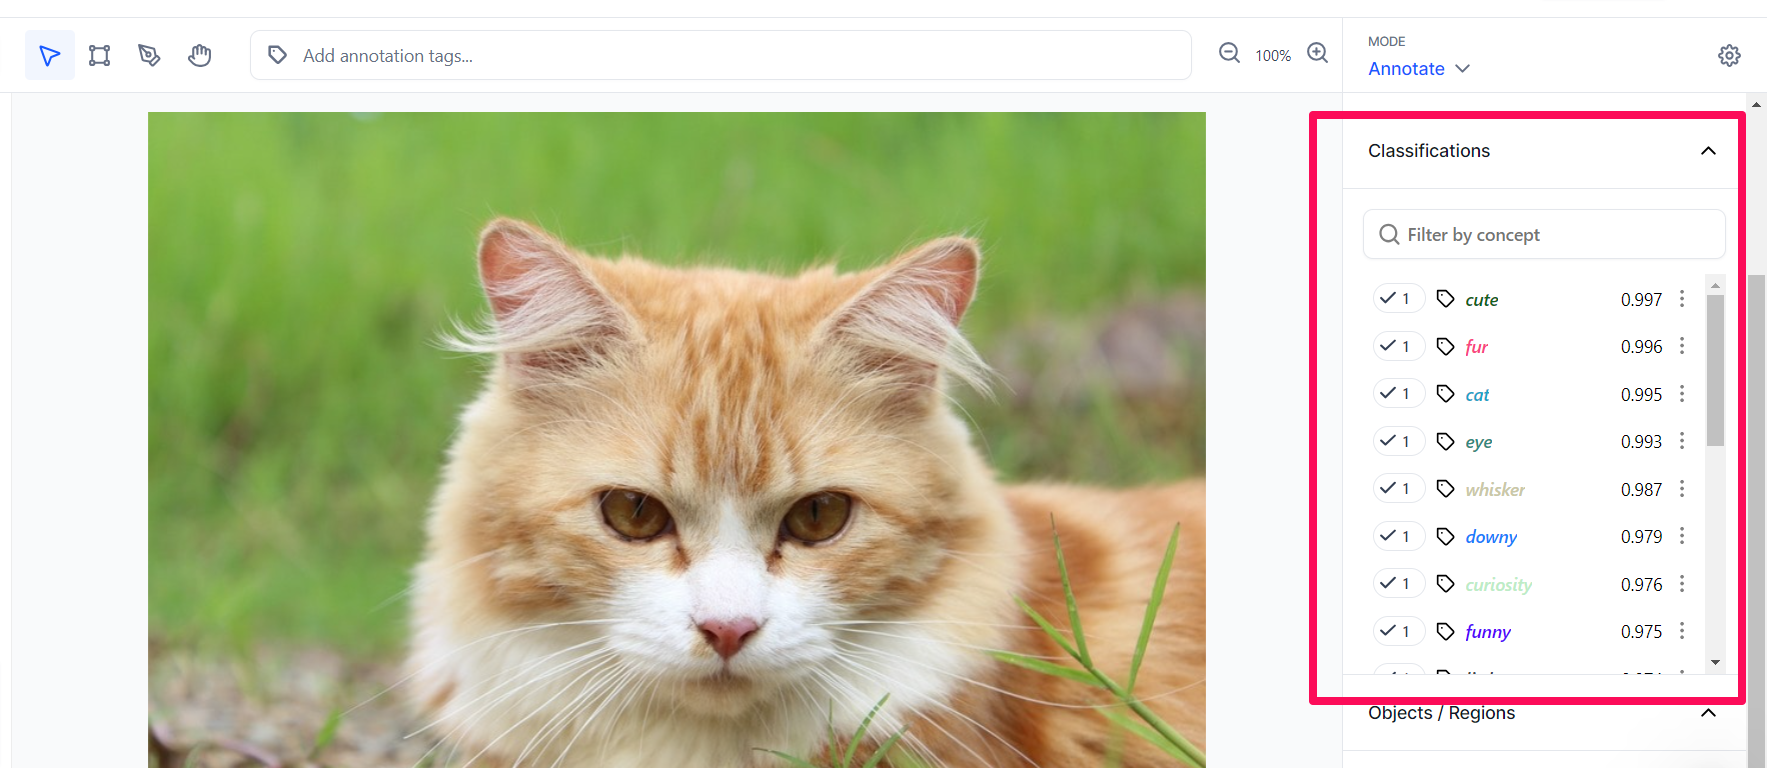 Add annotation tags...
100%
MODE
Annotate
Classifications
Filter by concept
1 cute 0.997
1 fur 0.996
1 cat 0.995
1 eye 0.993
1 whisker 0.987
1 downy 0.979
1 curiosity 0.976
1 funny 0.975
Objects / Regions